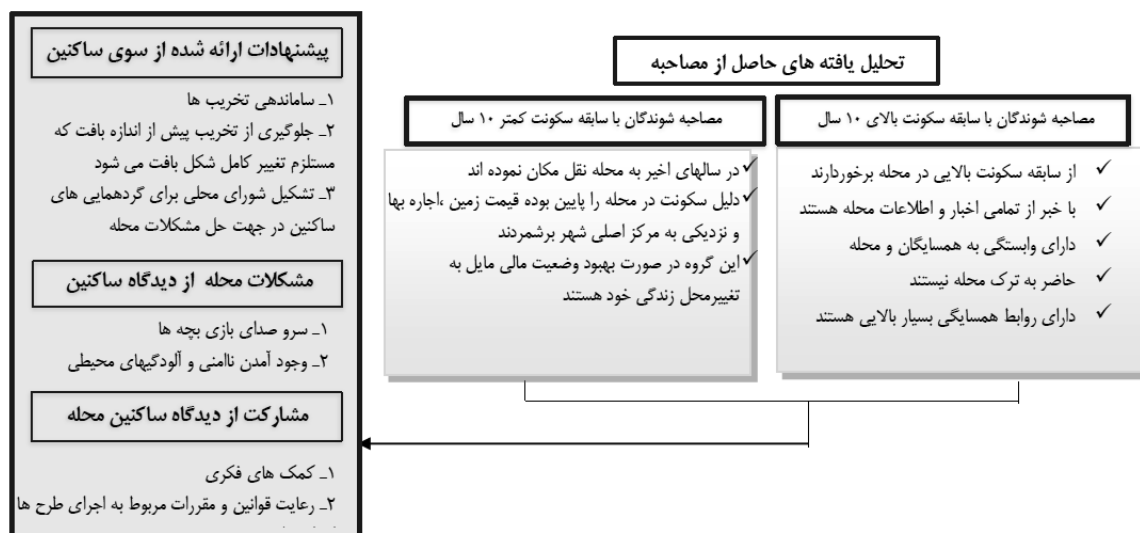 تحلیل یافته های حاصل از مصاحبه
مصاحبه شوندگان با سابقه سکونت بالای ۱۰ سال
✓ از سابقه سکونت بالایی در محله برخوردارند
✓ با خبر از تمامی اخبار و اطلاعات محله هستند
✓ دارای وابستگی به همسایگان و محله
✓ حاضر به ترک محله نیستند
✓ دارای روابط همسایگی بسیار بالایی هستند
مصاحبه شوندگان با سابقه سکونت کمتر ۱۰ سال
✓ در سالهای اخیر به محله نقل مکان نموده اند
✓ دلیل سکونت در محله را پایین بوده قیمت زمین ،اجاره بها
و نزدیکی به مرکز اصلی شهر برشمردند
✓ این گروه در صورت بهبود وضعیت مالی مایل به
تغییرمحل زندگی خود هستند
پیشنهادات ارائه شده از سوی ساکنین
۱_ ساماندهی تخریب ها
۲_ جلوگیری از تخریب پیش از اندازه بافت که
مستلزم تغییر کامل شکل بافت می شود
۳_ تشکیل شورای محلی برای گردهمایی های
ساکنین در جهت حل مشکلات محله
مشکلات محله از دیدگاه ساکنین
۱_ سرو صدای بازی بچه ها
۲_ وجود آمدن ناامنی و آلودگیهای محیطی
مشارکت از دیدگاه ساکنین محله
۱_ کمک های فکری
۲_ رعایت قوانین و مقررات مربوط به اجرای طرح ها